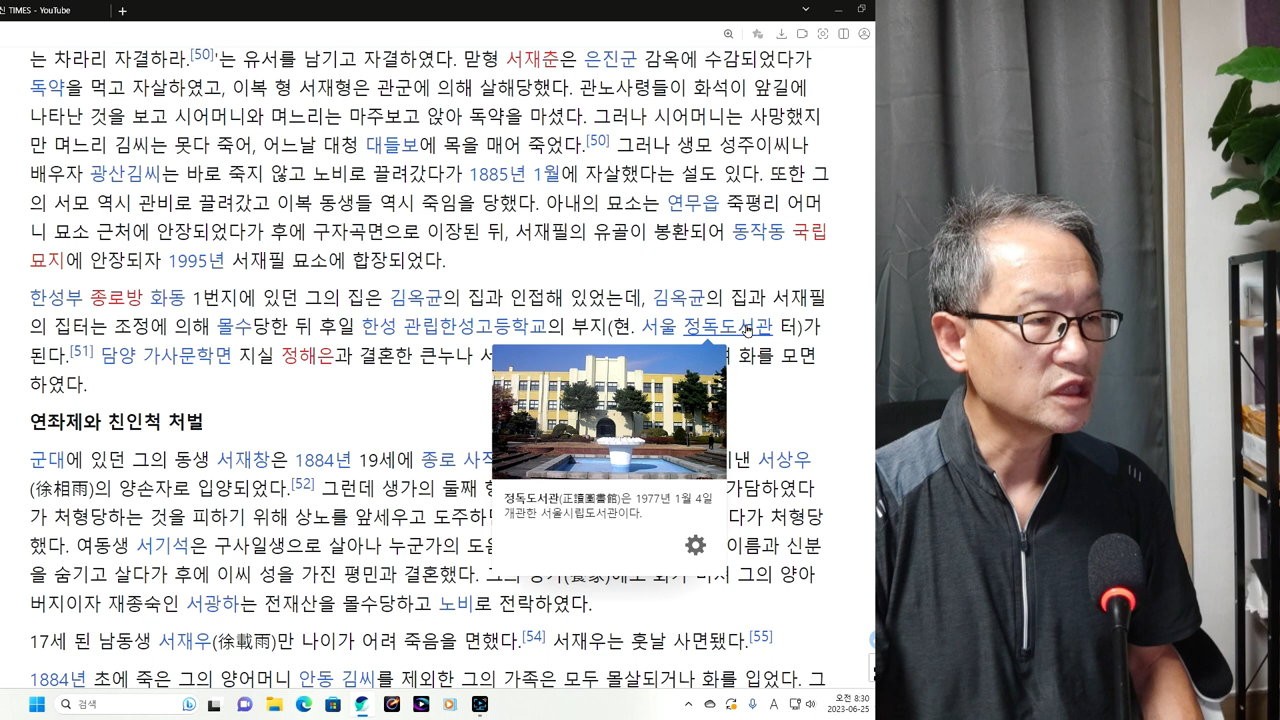 신 TIMES - YouTube
는 차라리 자결하라.[50]'는 유서를 남기고 자결하였다. 맏형 서재춘은 은진군 감옥에 수감되었다가
독약을 먹고 자살하였고, 이복 형 서재형은 관군에 의해 살해당했다. 관노사령들이 화석이 앞길에
나타난 것을 보고 시어머니와 며느리는 마주보고 앉아 독약을 마셨다. 그러나 시어머니는 사망했지
만 며느리 김씨는 못다 죽어, 어느날 대청 대들보에 목을 매어 죽었다.[50] 그러나 생모 성주이씨나
배우자 광산김씨는 바로 죽지 않고 노비로 끌려갔다가 1885년 1월에 자살했다는 설도 있다. 또한 그
의 서모 역시 관비로 끌려갔고 이복 동생들 역시 죽임을 당했다. 아내의 묘소는 연무읍 죽평리 어머
니 묘소 근처에 안장되었다가 후에 구자곡면으로 이장된 뒤, 서재필의 유골이 봉환되어 동작동 국립
묘지에 안장되자 1995년 서재필 묘소에 합장되었다.
한성부 종로방 화동 1번지에 있던 그의 집은 김옥균의 집과 인접해 있었는데, 김옥균의 집과 서재필
의 집터는 조정에 의해 몰수당한 뒤 후일 한성 관립한성고등학교의 부지(현. 서울 정독도서관 터)가
된다.[51] 담양 가사문학면 지실 정해은과 결혼한 큰누나 서 화를 모면
하였다.
정독도서관(正讀圖書館)은 1977년 1월 4일
개관한 서울시립도서관이다.
연좌제와 친인척 처벌
군대에 있던 그의 동생 서재창은 1884년 19세에 종로 사직 낸 서상우
(徐相雨)의 양손자로 입양되었다.[52] 그런데 생가의 둘째 형 가담하였다
가 처형당하는 것을 피하기 위해 상노를 앞세우고 도주하 다가 처형당
했다. 여동생 서기석은 구사일생으로 살아나 누군가의 도움 이름과 신분
을 숨기고 살다가 후에 이씨 성을 가진 평민과 결혼했다. 그의 양아
버지이자 재종숙인 서광하는 전재산을 몰수당하고 노비로 전락하였다.
17세 된 남동생 서재우(徐載雨)만 나이가 어려 죽음을 면했다.[54] 서재우는 훗날 사면됐다.[55]
1884년 초에 죽은 그의 양어머니 안동 김씨를 제외한 그의 가족은 모두 몰살되거나 화를 입었다. 그
검색
A
오전 8:30
2023-06-25